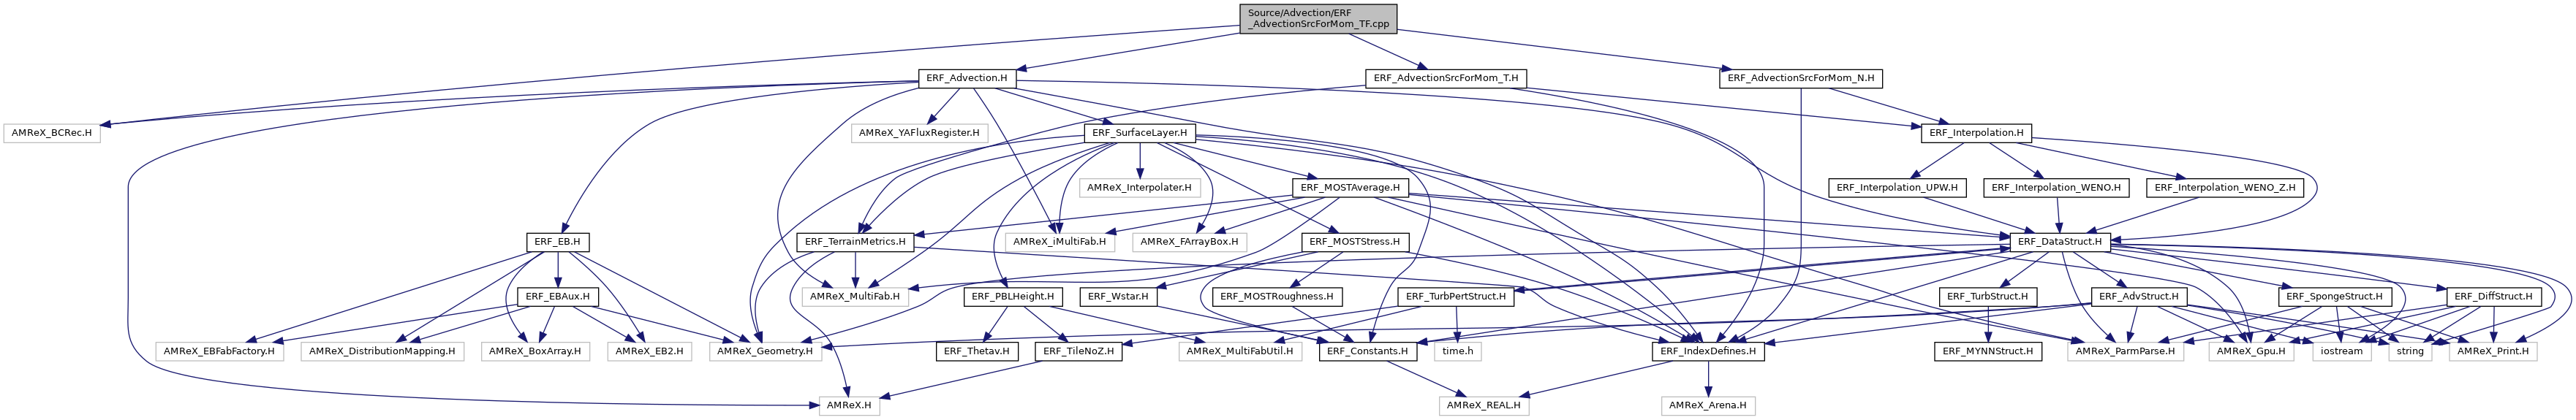 Source/Advection/ERF
_AdvectionSrcForMom_TF.cpp
ERF_Advection.H
ERF_AdvectionSrcForMom_T.H
ERF_AdvectionSrcForMom_N.H
AMReX_BCRec.H
AMReX_YAFluxRegister.H
ERF_SurfaceLayer.H
ERF_Interpolation.H
AMReX_Interpolater.H
ERF_MOSTAverage.H
ERF_Interpolation_UPW.H
ERF_Interpolation_WENO.H
ERF_Interpolation_WENO_Z.H
ERF_EB.H
ERF_TerrainMetrics.H
AMReX_iMultiFab.H
AMReX_FArrayBox.H
ERF_MOSTStress.H
ERF_DataStruct.H
ERF_EBAux.H
AMReX_MultiFab.H
ERF_PBLHeight.H
ERF_Wstar.H
ERF_MOSTRoughness.H
ERF_TurbPertStruct.H
ERF_TurbStruct.H
ERF_AdvStruct.H
ERF_SpongeStruct.H
ERF_DiffStruct.H
AMReX_EBFabFactory.H
AMReX_DistributionMapping.H
AMReX_BoxArray.H
AMReX_EB2.H
AMReX_Geometry.H
ERF_Thetav.H
ERF_TileNoZ.H
AMReX_MultiFabUtil.H
ERF_Constants.H
time.h
ERF_IndexDefines.H
ERF_MYNNStruct.H
AMReX_ParmParse.H
AMReX_Gpu.H
iostream
string
AMReX_Print.H
AMReX.H
AMReX_REAL.H
AMReX_Arena.H